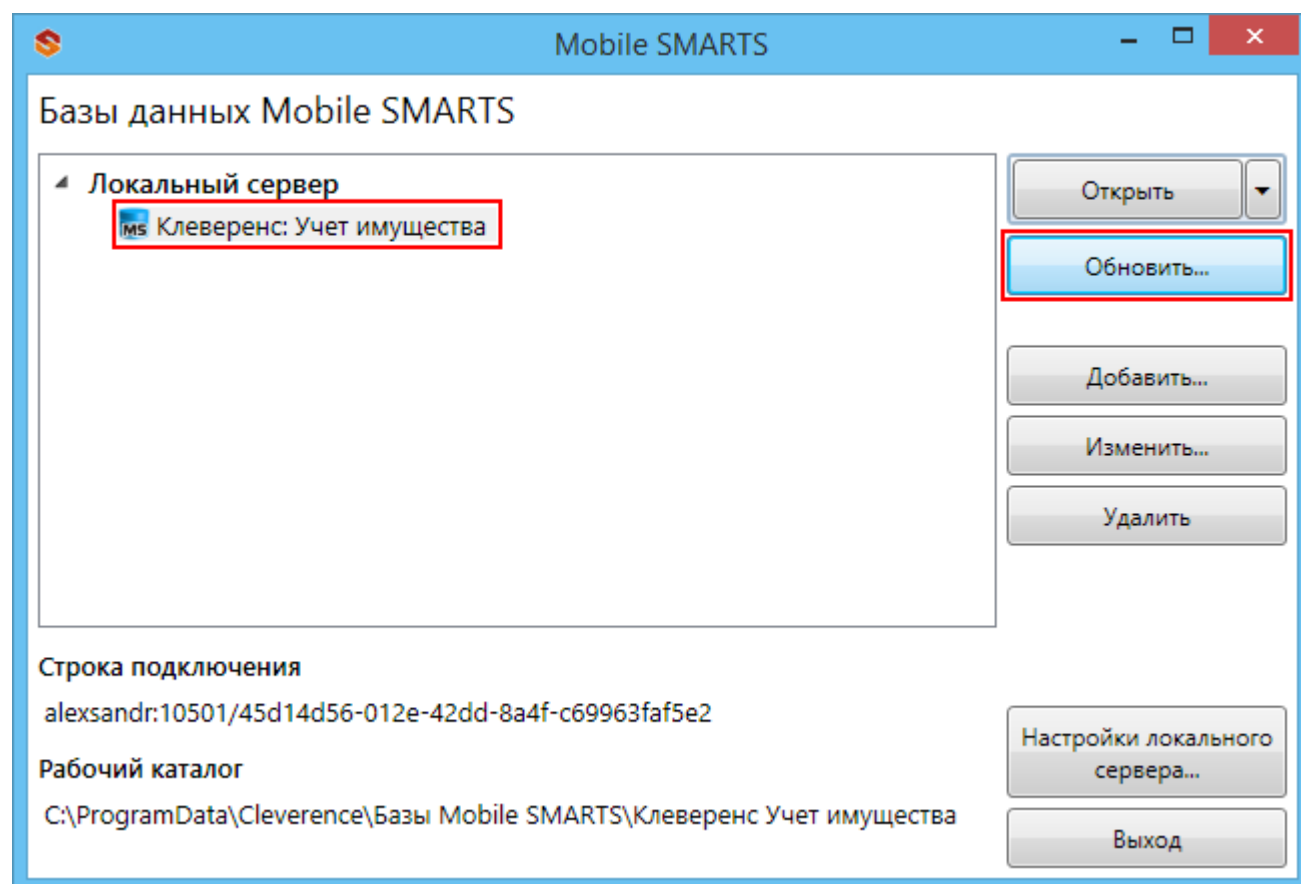 Mobile SMARTS
Базы данных Mobile SMARTS
Локальный сервер
MS Клеверенс: Учет имущества
Открыть
Обновить...
Добавить...
Изменить...
Удалить
Строка подключения
alexsandr:10501/45d14d56-012e-42dd-8a4f-c69963faf5e2
Рабочий каталог
C:\ProgramData\Cleverence\Базы Mobile SMARTS\Клеверенс Учет имущества
Настройки локального
сервера...
Выход